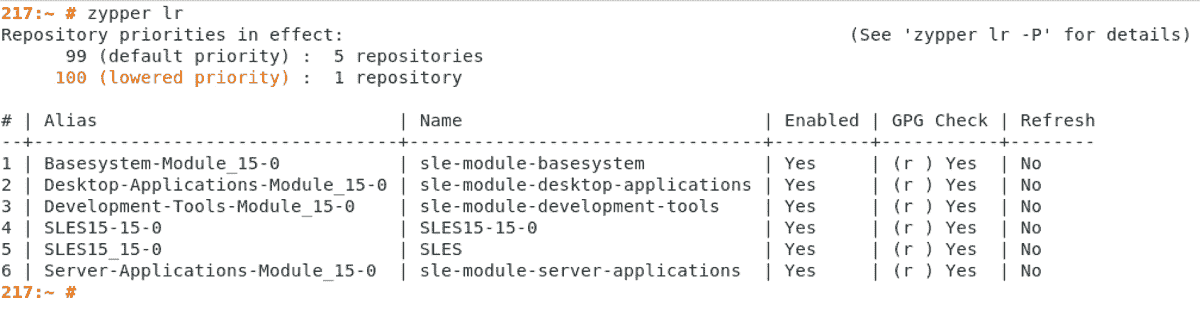 217:~ # zypper lr
Repository priorities in effect:                                                (See 'zypper lr -P' for details)
      99 (default priority) :  5 repositories
     100 (lowered priority) :  1 repository

# | Alias                             | Name                            | Enabled | GPG Check | Refresh
--+-----------------------------------+---------------------------------+---------+-----------+--------
1 | Basesystem-Module_15-0            | sle-module-basesystem           | Yes     | (r ) Yes  | No
2 | Desktop-Applications-Module_15-0 | sle-module-desktop-applications | Yes     | (r ) Yes  | No
3 | Development-Tools-Module_15-0     | sle-module-development-tools    | Yes     | (r ) Yes  | No
4 | SLES15-15-0                       | SLES15-15-0                     | Yes     | (r ) Yes  | No
5 | SLES15_15-0                       | SLES                            | Yes     | (r ) Yes  | No
6 | Server-Applications-Module_15-0   | sle-module-server-applications  | Yes     | (r ) Yes  | No
217:~ #